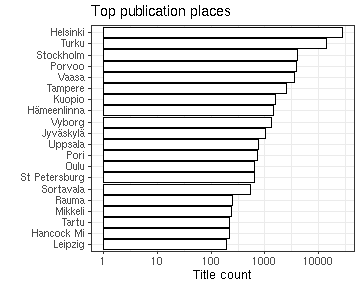 Top publication places
Helsinki
Turku
Stockholm
Porvoo
Vaasa
Tampere
Kuopio
Hämeenlinna
Vyborg
Jyväskylä
Uppsala
Pori
Oulu
St Petersburg
Sortavala
Rauma
Mikkeli
Tartu
Hancock Mi
Leipzig
1 10 100 1000 10000
Title count